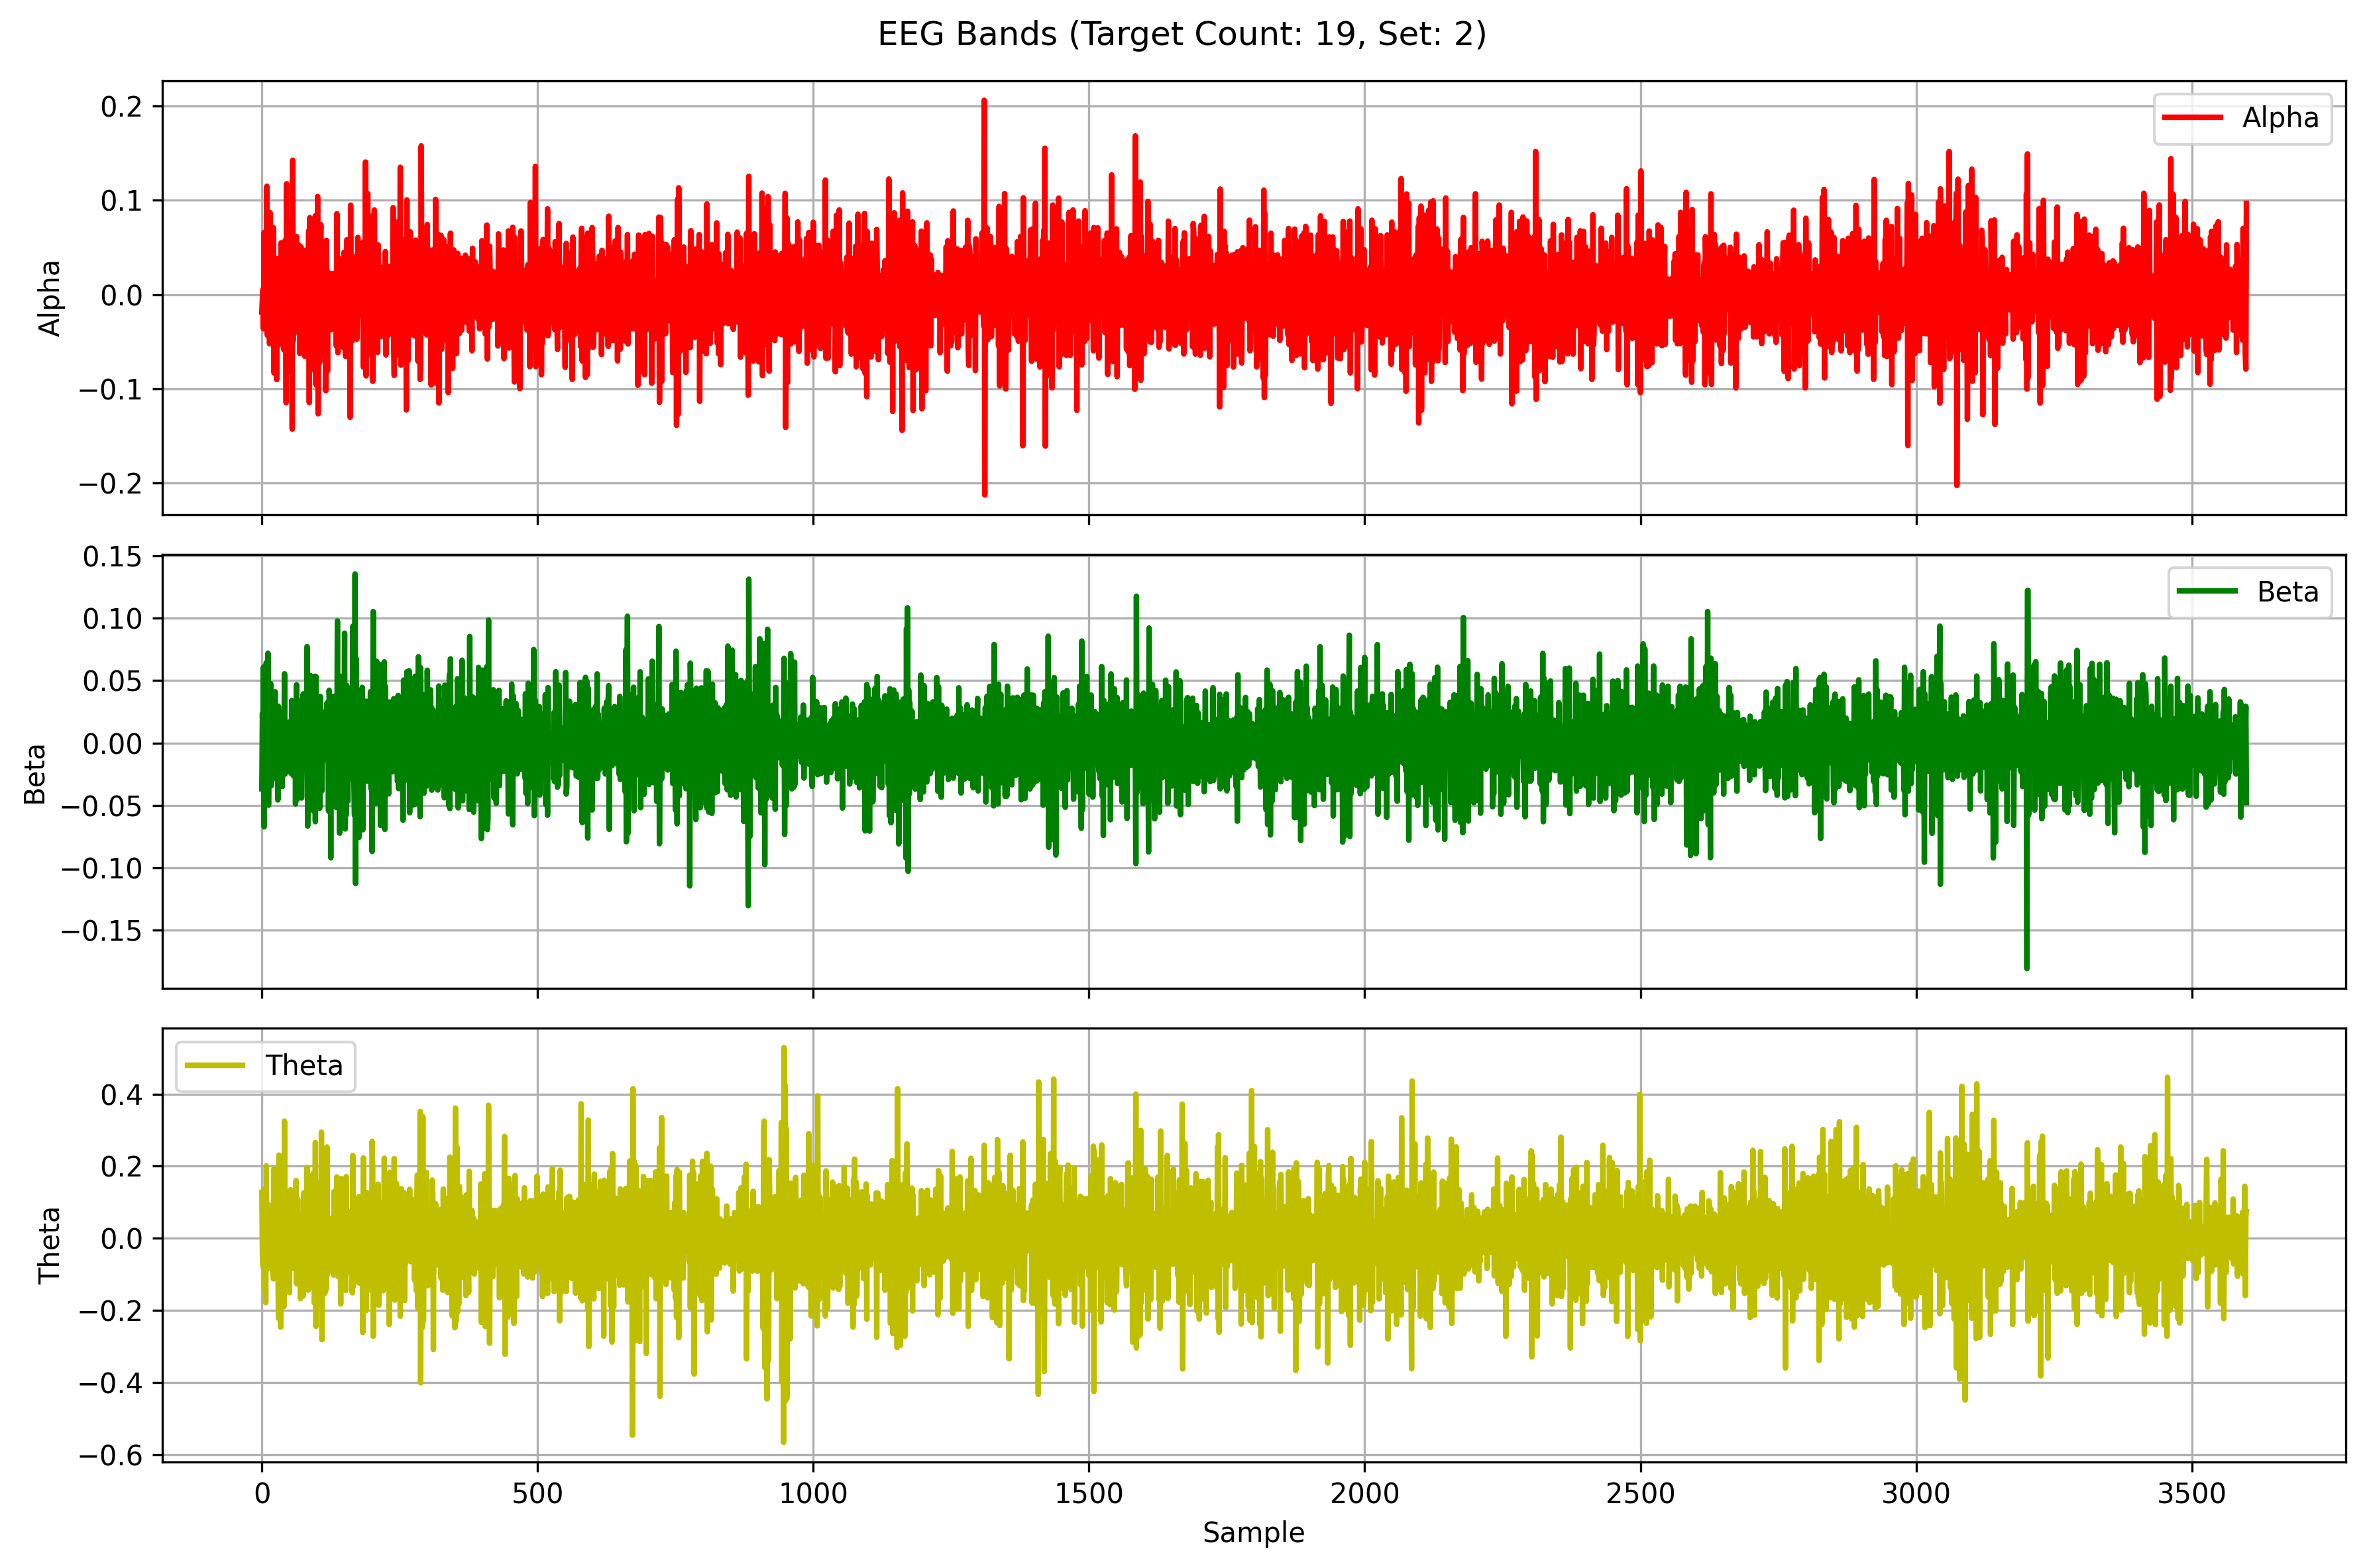 EEG Bands (Target Count: 19, Set: 2)
0.2
0.1
0.0
−0.1
−0.2
Alpha
Alpha
0.15
0.10
0.05
0.00
−0.05
−0.10
−0.15
Beta
Beta
0.4
0.2
0.0
−0.2
−0.4
−0.6
Theta
Theta
0 500 1000 1500 2000 2500 3000 3500
Sample